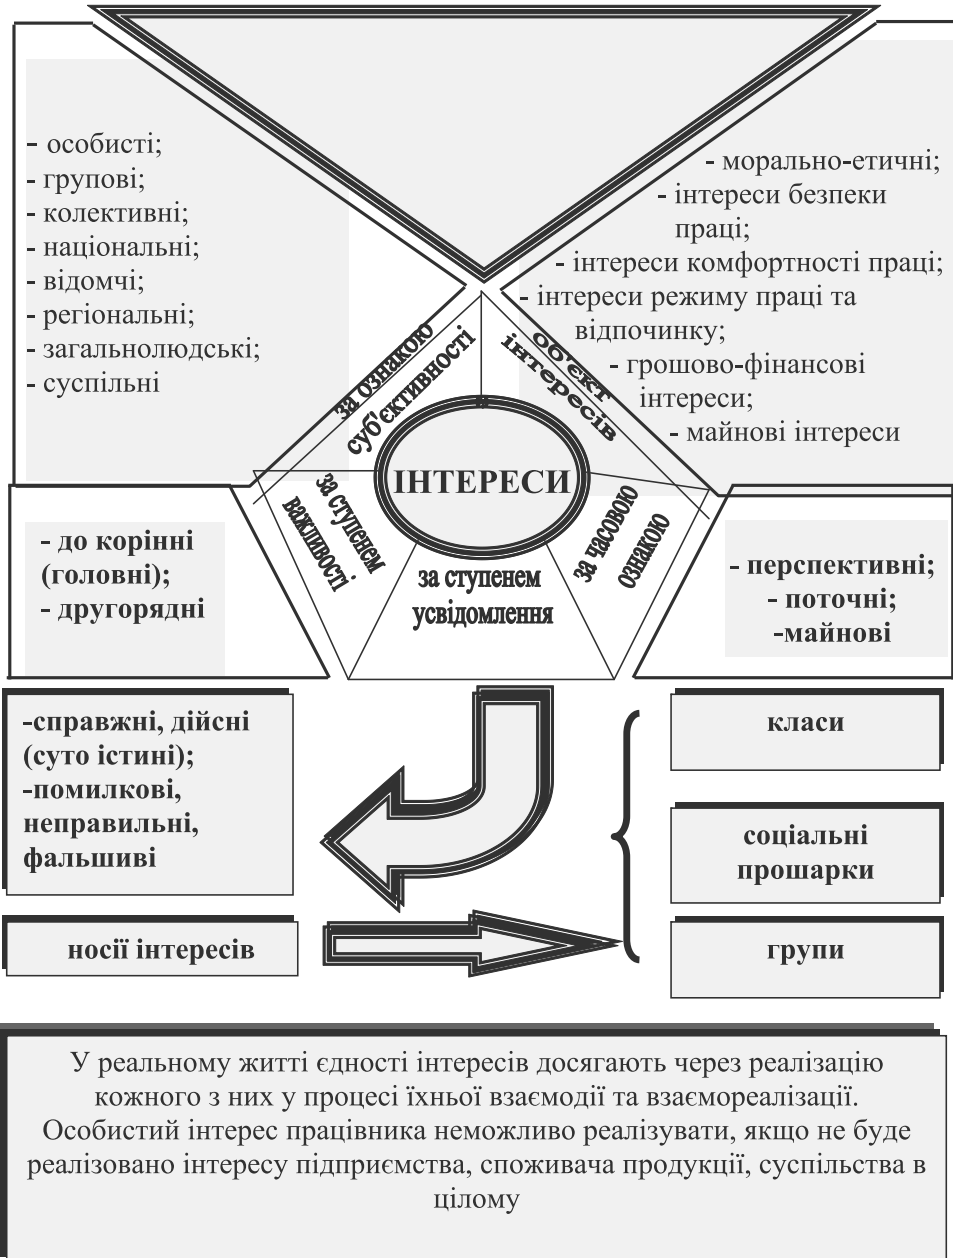 - особисті;
- групові;
- колективні;
- національні;
- відомчі;
- регіональні;
- загальнолюдські;
- суспільні
- морально-етичні;
- інтереси безпеки
праці;
- інтереси комфортності праці;
- інтереси режиму праці та
відпочинку;
- грошово-фінансові
інтереси;
- майнові інтереси
за ознакою
суб'єктивності
об'єкт
інтересів
ІНТЕРЕСИ
за ступенем
важливості
за часовою
ознакою
за ступенем
усвідомлення
- до корінні
(головні);
- другорядні
- перспективні;
- поточні;
-майнові
-справжні, дійсні
(суто істині);
-помилкові,
неправильні,
фальшиві
класи
соціальні
прошарки
носії інтересів
групи
У реальному житті єдності інтересів досягають через реалізацію
кожного з них у процесі їхньої взаємодії та взаємореалізації.
Особистий інтерес працівника неможливо реалізувати, якщо не буде
реалізовано інтересу підприємства, споживача продукції, суспільства в
цілому